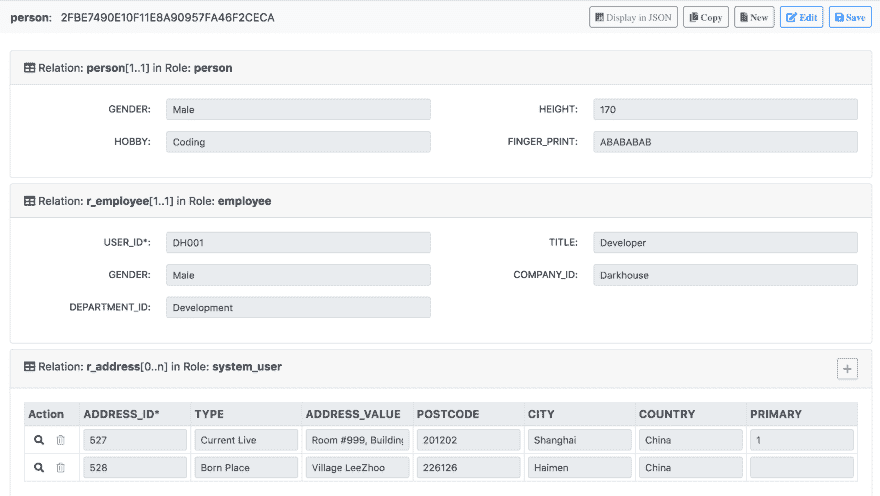 person: 2FBE7490E10F11E8A90957FA46F2CECA Display in JSON Copy New Edit Save
Relation: person[1..1] in Role: person
GENDER: Male HEIGHT: 170
HOBBY: Coding FINGER_PRINT: ABABABAB
Relation: r_employee[1..1] in Role: employee
USER_ID*: DH001 TITLE: Developer
GENDER: Male COMPANY_ID: Darkhouse
DEPARTMENT_ID: Development
Relation: r_address[0..n] in Role: system_user +
Action ADDRESS_ID* TYPE ADDRESS_VALUE POSTCODE CITY COUNTRY PRIMARY
527 Current Live Room #999, Building 201202 Shanghai China 1
528 Born Place Village LeeZhoo 226126 Haimen China